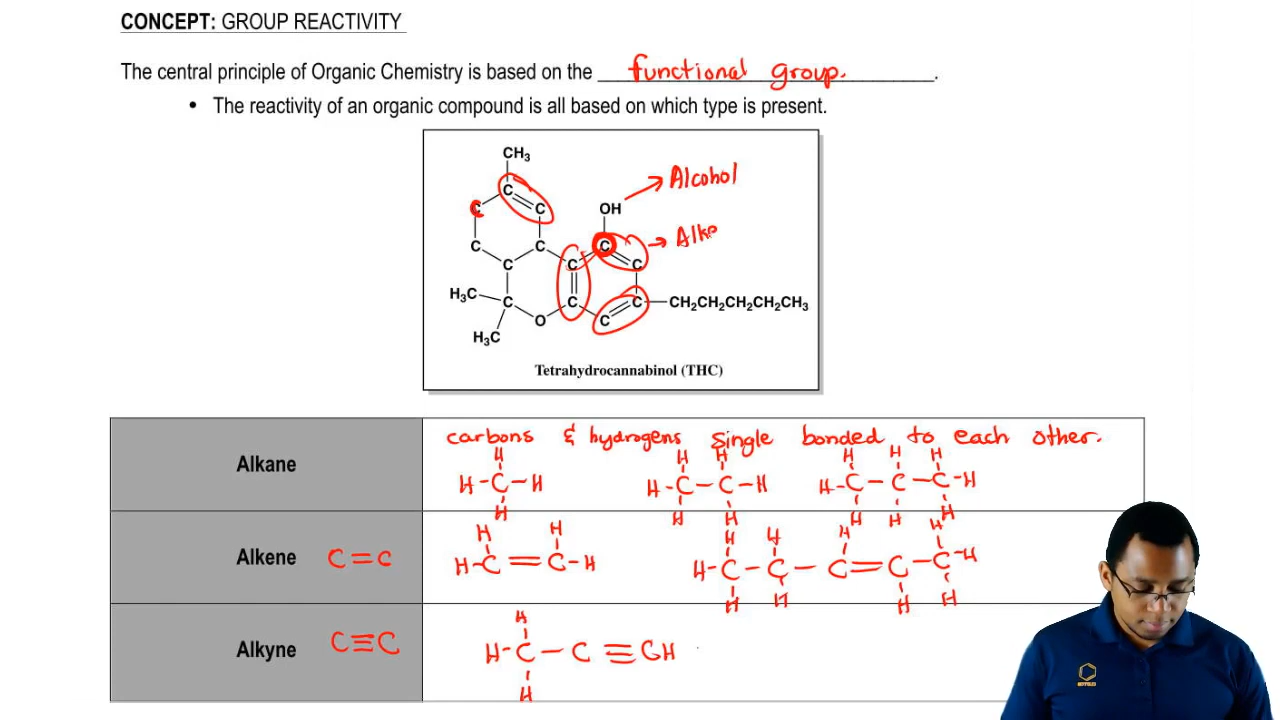 CONCEPT: GROUP REACTIVITY
The central principle of Organic Chemistry is based on the functional group.
• The reactivity of an organic compound is all based on which type is present.
CH3
C
C C OH → Alcohol
C C C → Alke
C C C
H3C C C C CH2CH2CH2CH2CH3
O C
H3C
Tetrahydrocannabinol (THC)
Alkane
carbons & hydrogens single bonded to each other.
H H H H H H
H-C-H H-C-C-H H-C-C-C-H
H H H H H H
Alkene C=C
H H H H H H
H-C=C-H H-C-C-C=C-C-H
H H H H
Alkyne C≡C
H
H-C-C≡CH
H